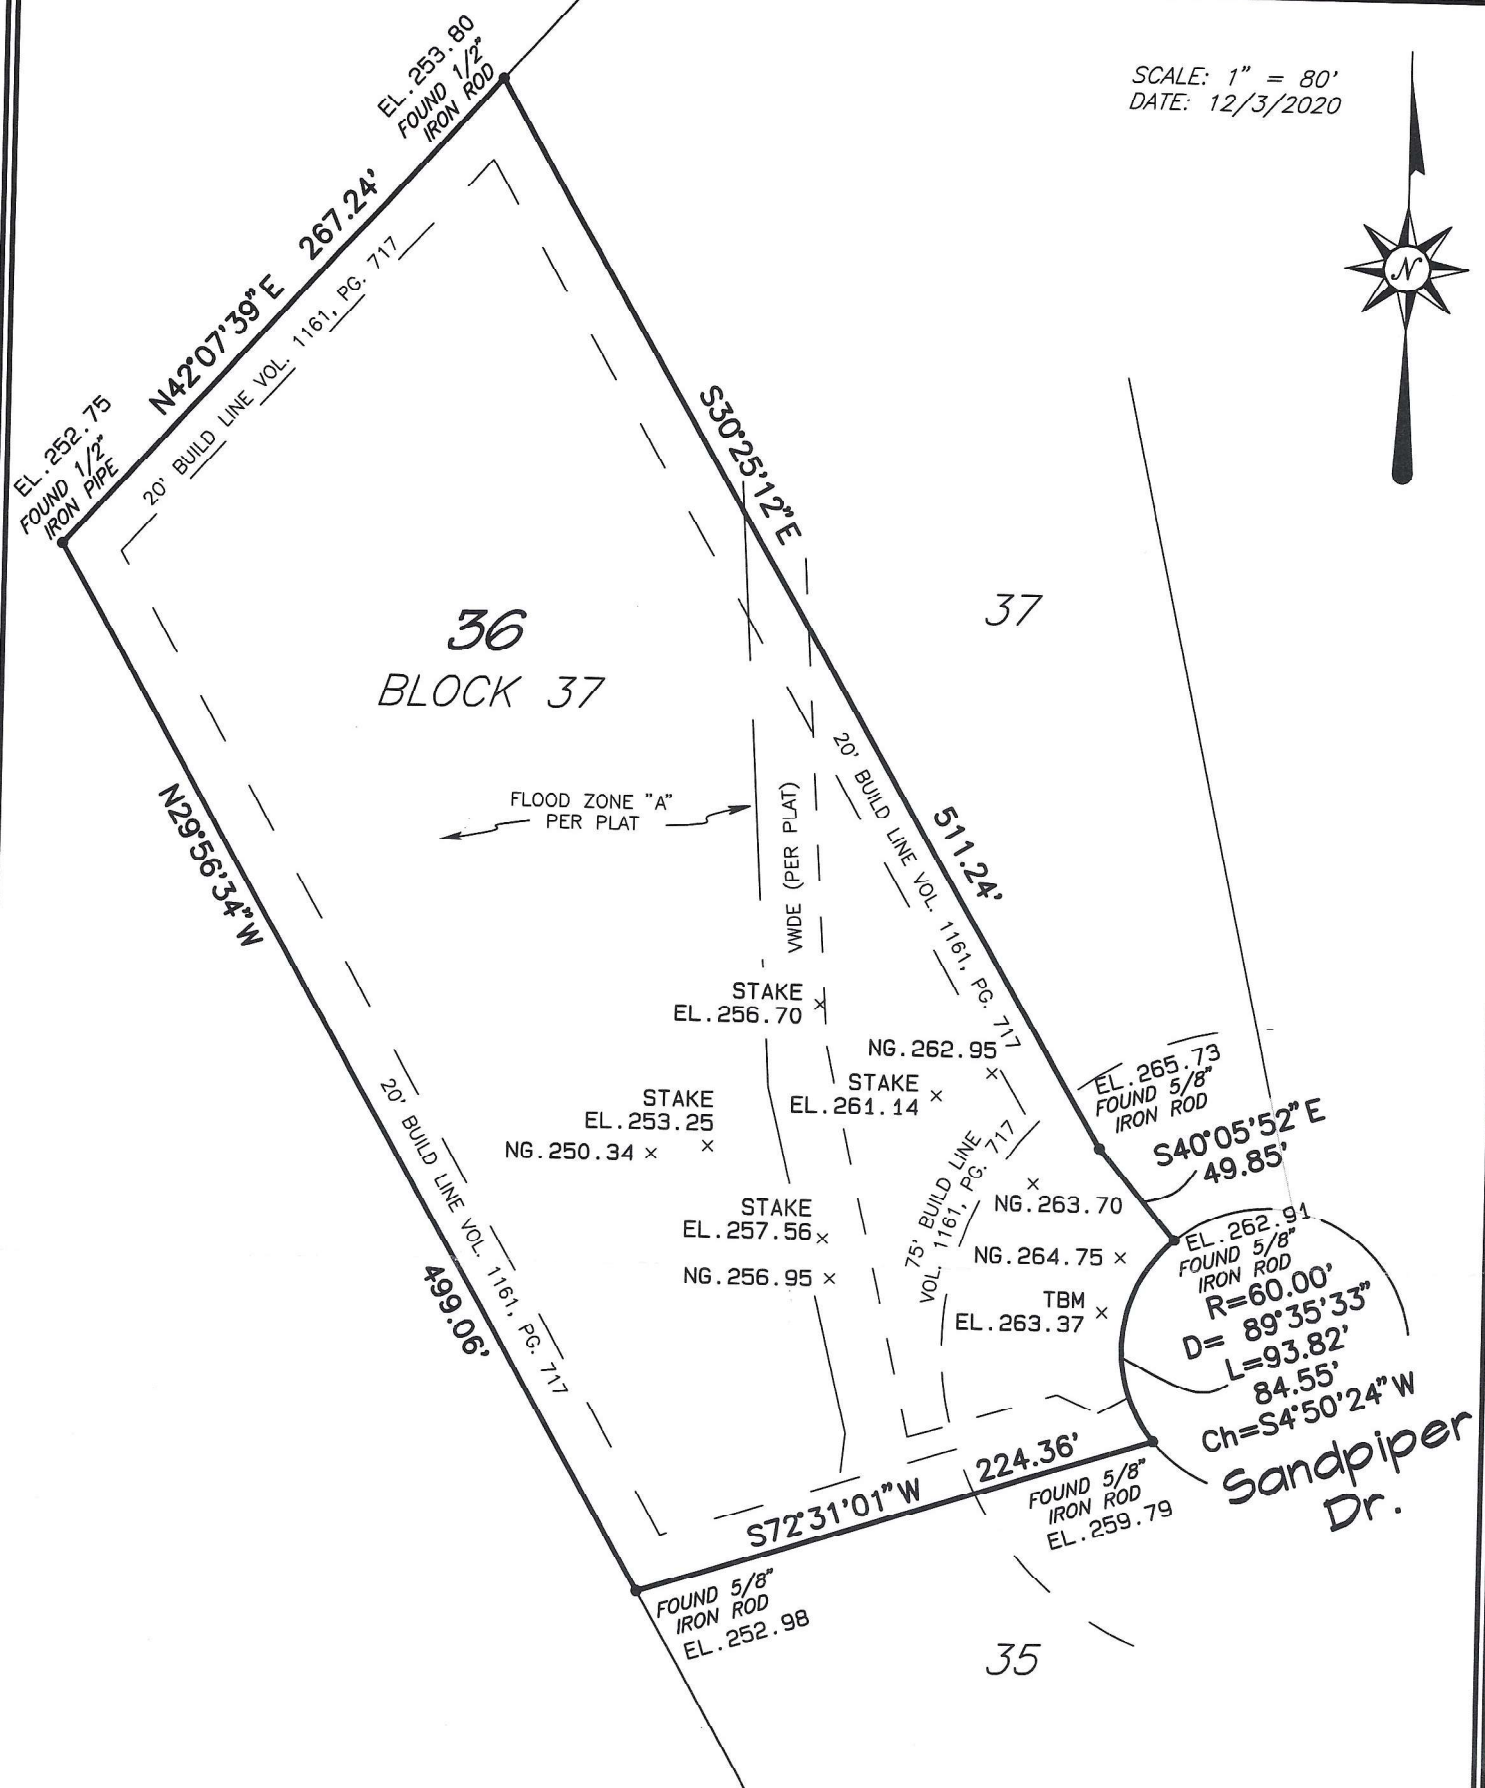 SCALE: 1" = 80'
DATE: 12/3/2020
N
EL.253.80
FOUND 1/2"
IRON ROD
N42°07'39"E 267.24'
20' BUILD LINE VOL. 1161, PG. 717
EL.252.75
FOUND 1/2"
IRON PIPE
S30°25'12"E
511.24'
36
BLOCK 37
37
FLOOD ZONE "A"
PER PLAT
VWDE (PER PLAT)
20' BUILD LINE VOL. 1161, PG. 717
N29°56'34"W
499.06'
20' BUILD LINE VOL. 1161, PG. 717
STAKE
EL.256.70 ×
NG.262.95
×
STAKE
EL.261.14 ×
STAKE
EL.253.25
×
NG.250.34 ×
STAKE
EL.257.56 ×
NG.256.95 ×
75' BUILD LINE
VOL. 1161, PG. 717
×
NG.263.70
NG.264.75 ×
TBM
EL.263.37 ×
EL.265.73
FOUND 5/8"
IRON ROD
S40°05'52"E
49.85'
EL.262.91
FOUND 5/8"
IRON ROD
R=60.00'
D= 89°35'33"
L=93.82'
84.55'
Ch=S4°50'24"W
Sandpiper
Dr.
S72°31'01"W 224.36'
FOUND 5/8"
IRON ROD
EL.259.79
FOUND 5/8"
IRON ROD
EL.252.98
35